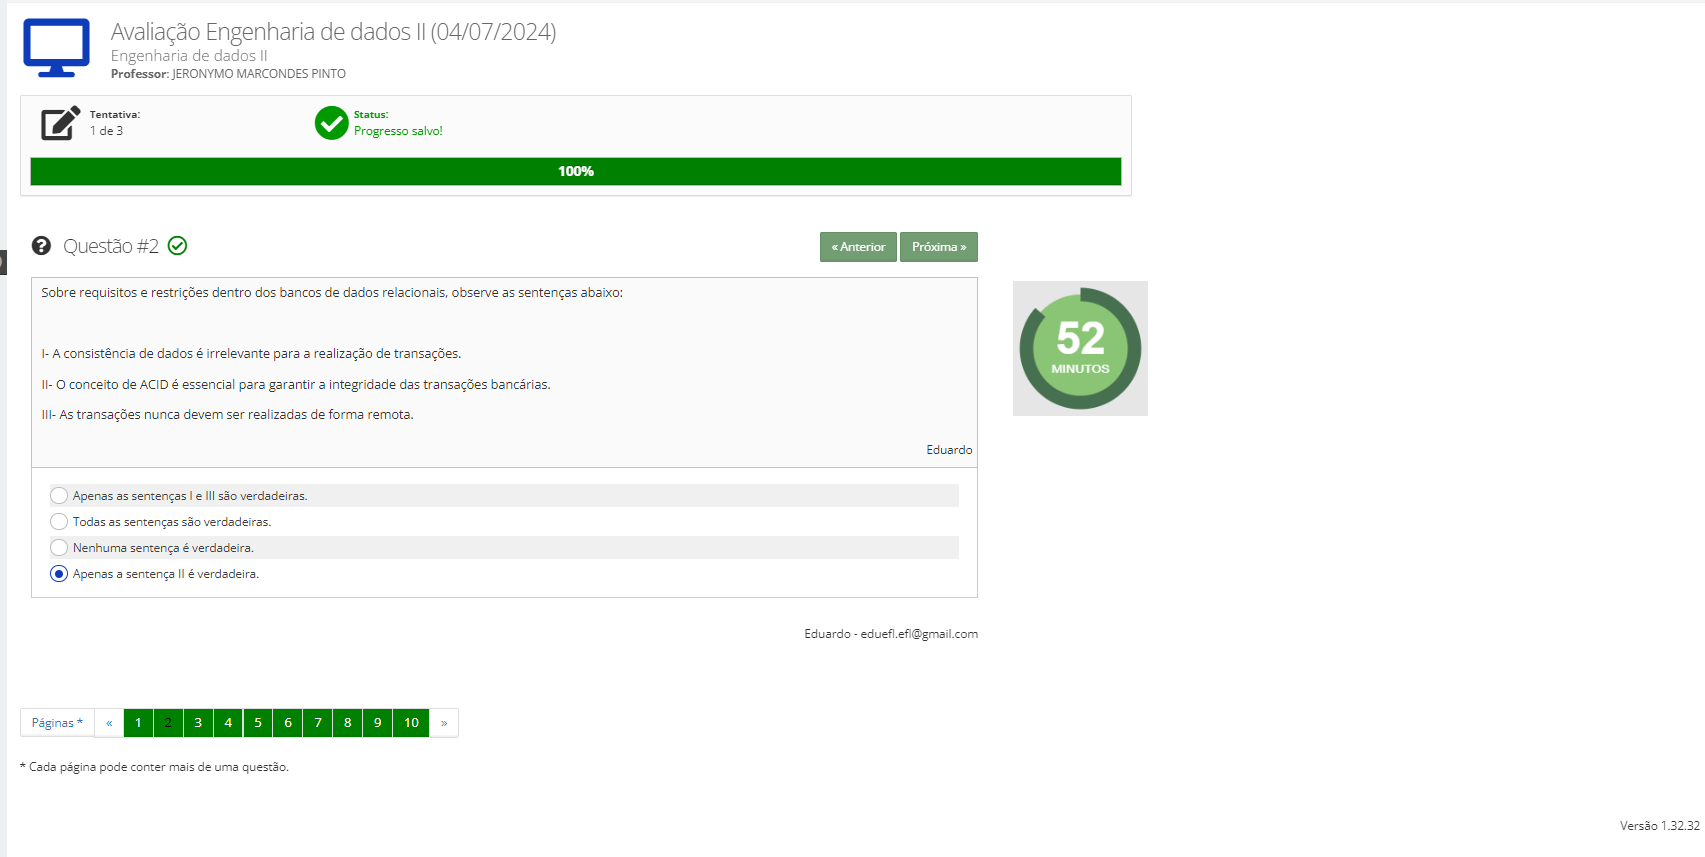 Avaliação Engenharia de dados II (04/07/2024)
Engenharia de dados II
Professor: JERONYMO MARCONDES PINTO
Tentativa:
1 de 3
Status:
Progresso salvo!
100%
Questão #2
« Anterior
Próxima »
Sobre requisitos e restrições dentro dos bancos de dados relacionais, observe as sentenças abaixo:
I- A consistência de dados é irrelevante para a realização de transações.
II- O conceito de ACID é essencial para garantir a integridade das transações bancárias.
III- As transações nunca devem ser realizadas de forma remota.
Eduardo
52
MINUTOS
Apenas as sentenças I e III são verdadeiras.
Todas as sentenças são verdadeiras.
Nenhuma sentença é verdadeira.
Apenas a sentença II é verdadeira.
Eduardo - eduefl.efl@gmail.com
Páginas * « 1 2 3 4 5 6 7 8 9 10 »
* Cada página pode conter mais de uma questão.
Versão 1.32.32